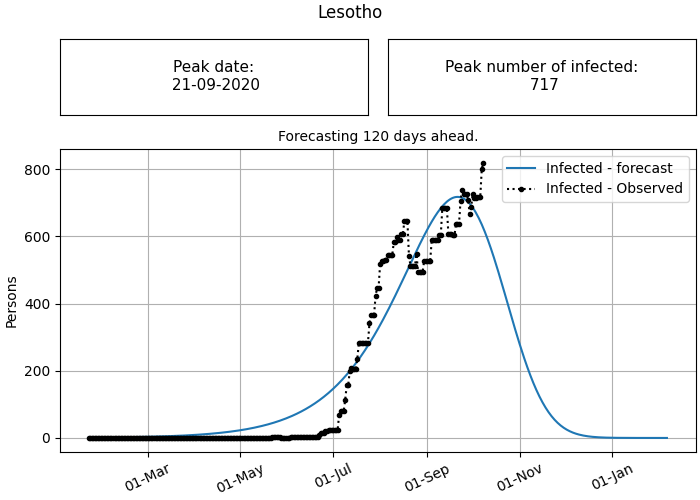 Lesotho
Peak date:
21-09-2020
Peak number of infected:
717
Forecasting 120 days ahead.
Infected - forecast
Infected - Observed
Persons
800
600
400
200
0
01-Mar
01-May
01-Jul
01-Sep
01-Nov
01-Jan